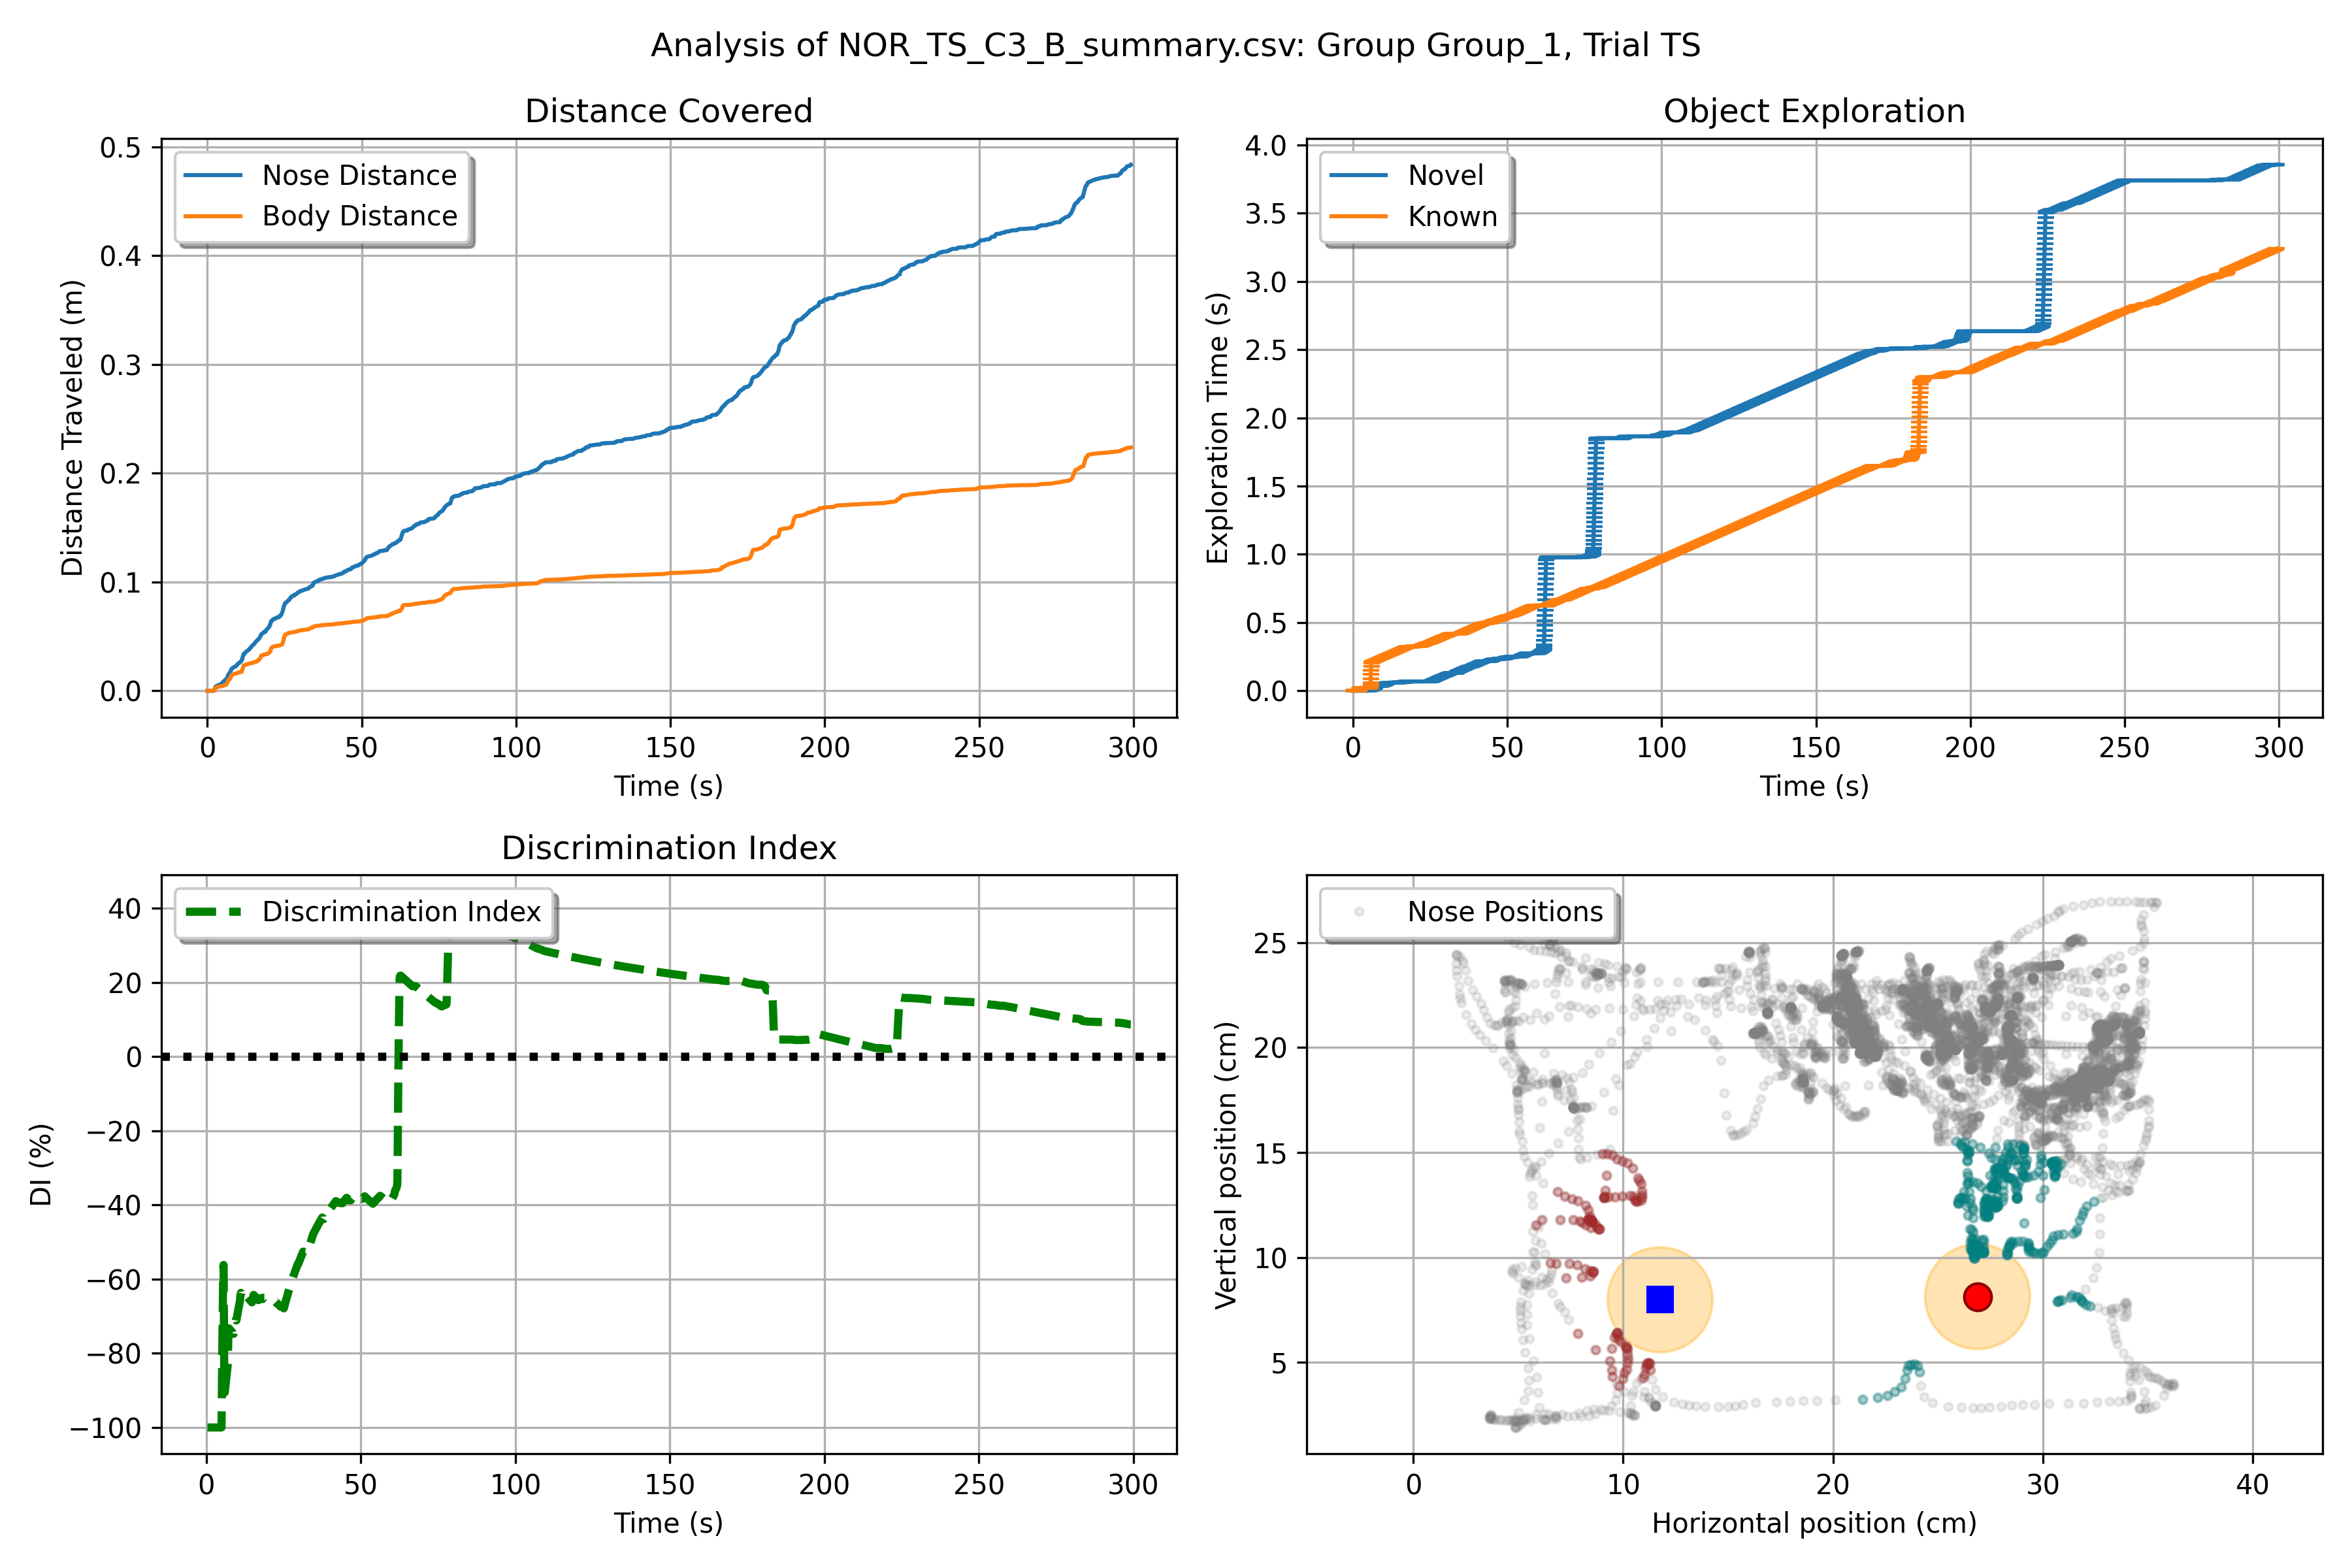 Analysis of NOR_TS_C3_B_summary.csv: Group Group_1, Trial TS
Distance Covered
Nose Distance
Body Distance
Distance Traveled (m)
0.5
0.4
0.3
0.2
0.1
0.0
0 50 100 150 200 250 300
Time (s)
Object Exploration
Novel
Known
Exploration Time (s)
4.0
3.5
3.0
2.5
2.0
1.5
1.0
0.5
0.0
0 50 100 150 200 250 300
Time (s)
Discrimination Index
Discrimination Index
DI (%)
40
20
0
−20
−40
−60
−80
−100
0 50 100 150 200 250 300
Time (s)
Nose Positions
Vertical position (cm)
25
20
15
10
5
0 10 20 30 40
Horizontal position (cm)